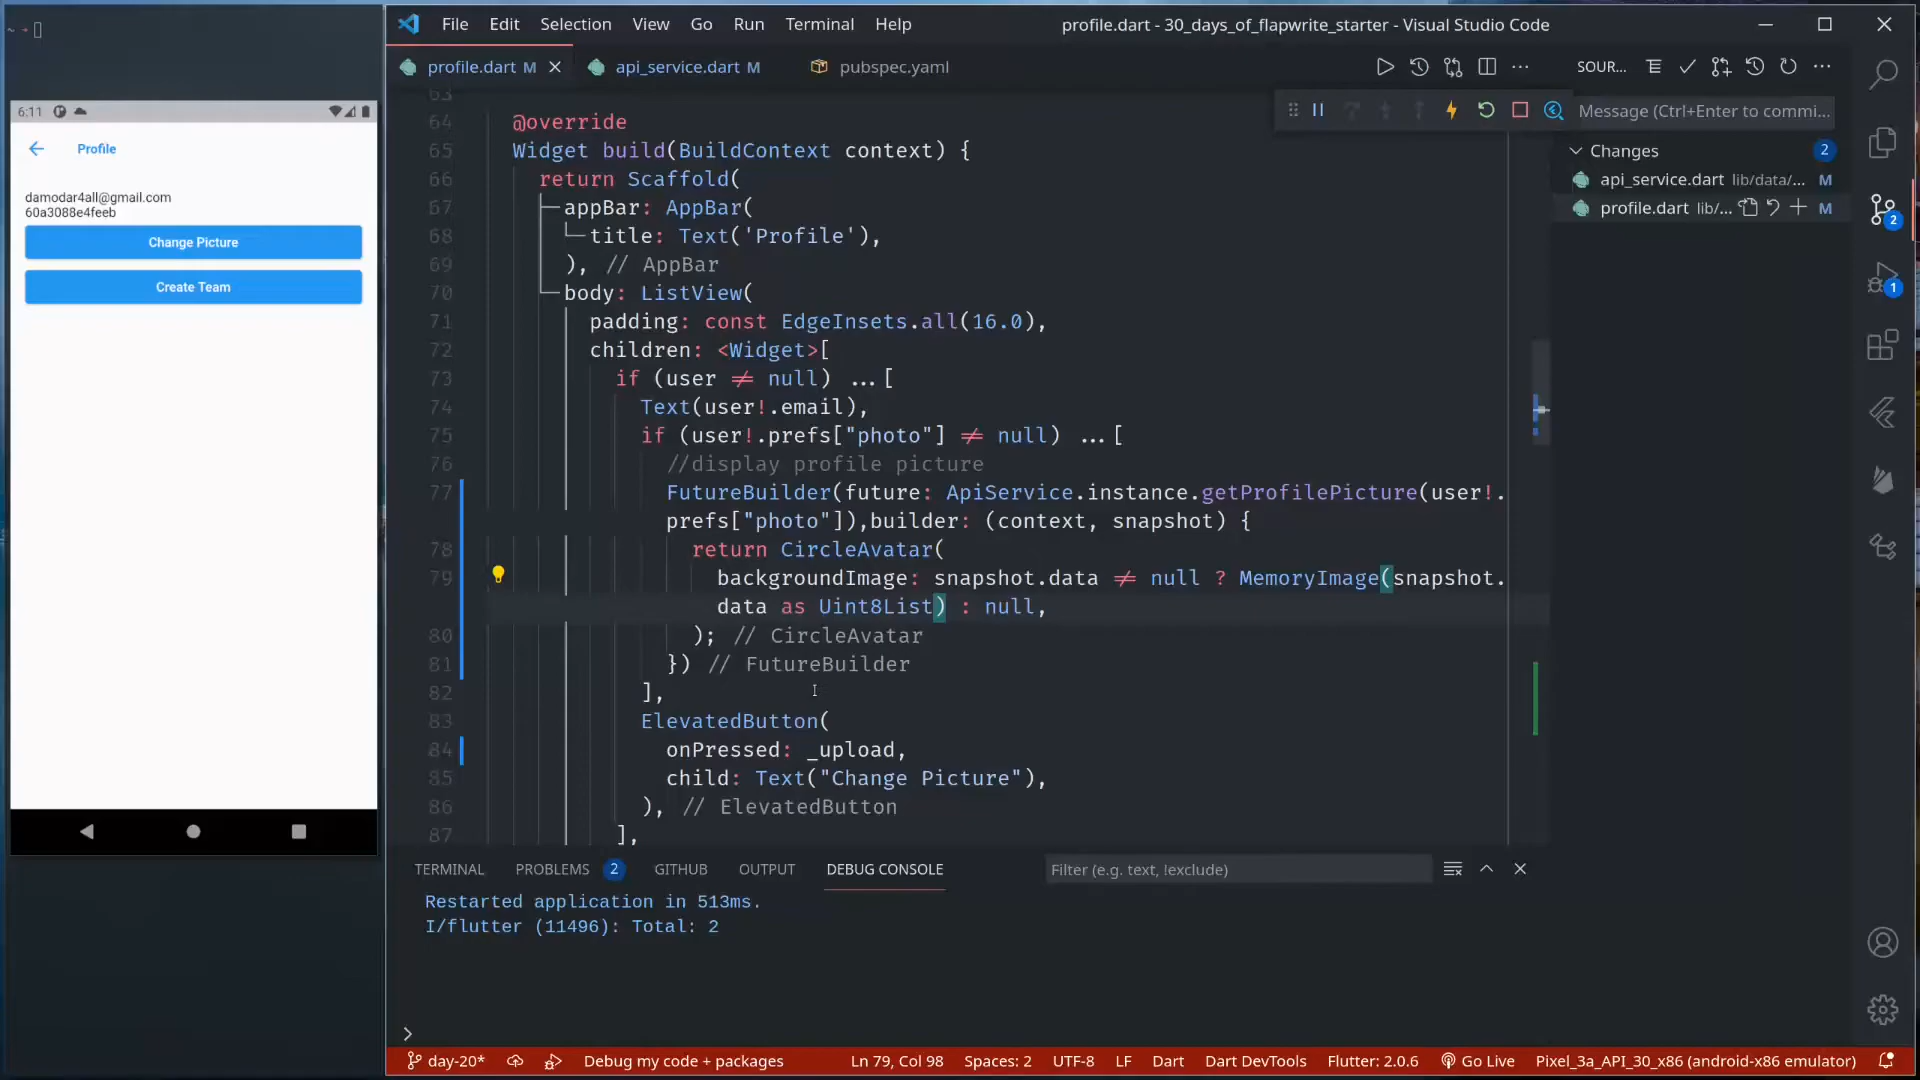 File Edit Selection View Go Run Terminal Help
profile.dart - 30_days_of_flapwrite_starter - Visual Studio Code
profile.dart M
api_service.dart M
pubspec.yaml
SOUR...
6:11
Profile
damodar4all@gmail.com
60a3088e4feeb
Change Picture
Create Team
63
64 @override
65 Widget build(BuildContext context) {
66 return Scaffold(
67 appBar: AppBar(
68 title: Text('Profile'),
69 ), // AppBar
70 body: ListView(
71 padding: const EdgeInsets.all(16.0),
72 children: <Widget>[
73 if (user ≠ null) ...[
74 Text(user!.email),
75 if (user!.prefs["photo"] ≠ null) ...[
76 //display profile picture
77 FutureBuilder(future: ApiService.instance.getProfilePicture(user!.
prefs["photo"]),builder: (context, snapshot) {
78 return CircleAvatar(
79 backgroundImage: snapshot.data ≠ null ? MemoryImage(snapshot.
data as Uint8List) : null,
80 ); // CircleAvatar
81 }) // FutureBuilder
82 ],
83 ElevatedButton(
84 onPressed: _upload,
85 child: Text("Change Picture"),
86 ), // ElevatedButton
87 ],
Message (Ctrl+Enter to commi...
Changes 2
api_service.dart lib/data/... M
profile.dart lib/... M
2
1
TERMINAL PROBLEMS 2 GITHUB OUTPUT DEBUG CONSOLE
Filter (e.g. text, !exclude)
Restarted application in 513ms.
I/flutter (11496): Total: 2
day-20* Debug my code + packages Ln 79, Col 98 Spaces: 2 UTF-8 LF Dart Dart DevTools Flutter: 2.0.6 Go Live Pixel_3a_API_30_x86 (android-x86 emulator)